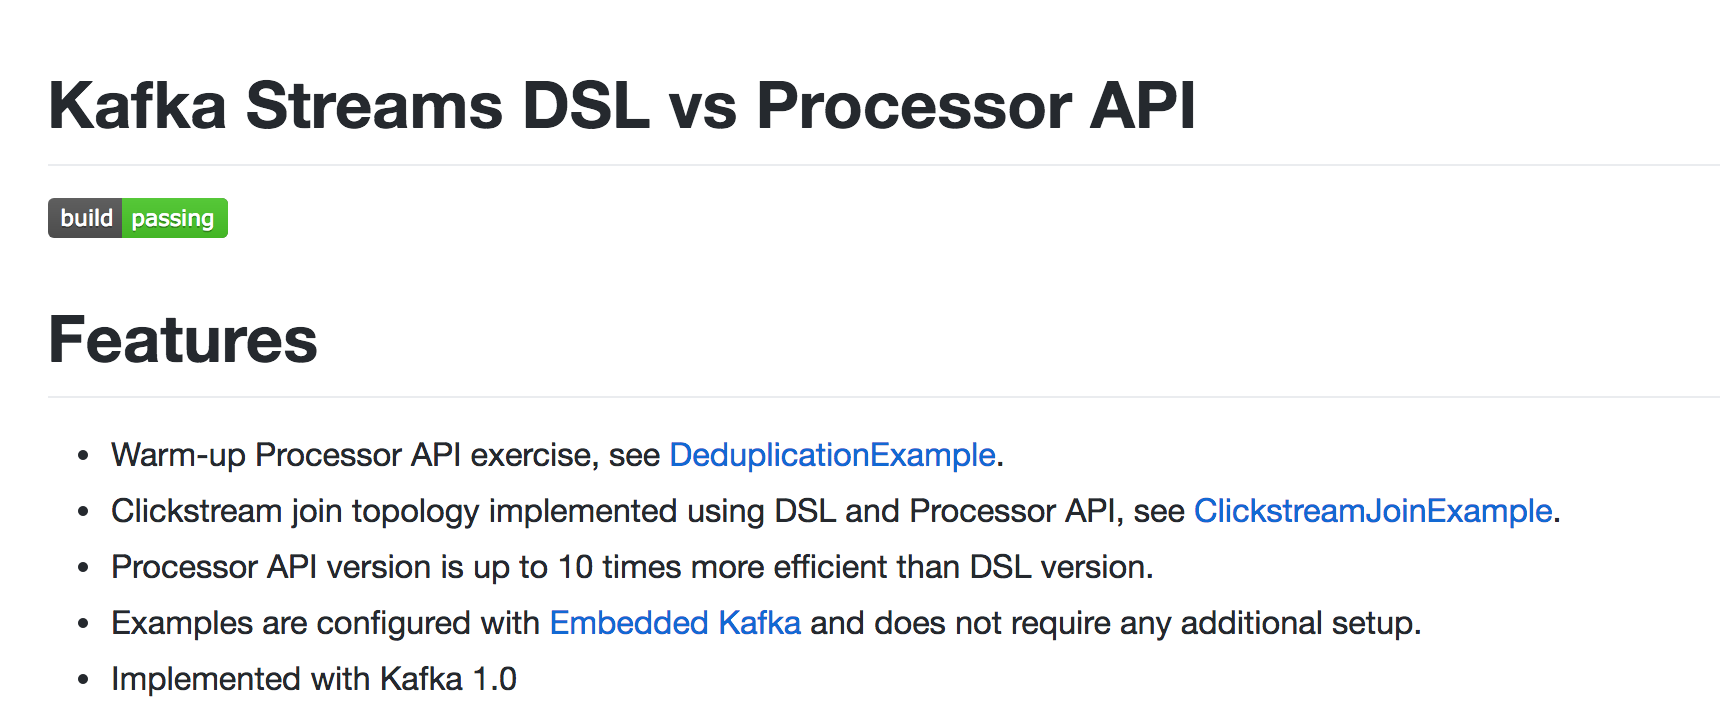 Kafka Streams DSL vs Processor API
build passing
Features
• Warm-up Processor API exercise, see DeduplicationExample.
• Clickstream join topology implemented using DSL and Processor API, see ClickstreamJoinExample.
• Processor API version is up to 10 times more efficient than DSL version.
• Examples are configured with Embedded Kafka and does not require any additional setup.
• Implemented with Kafka 1.0